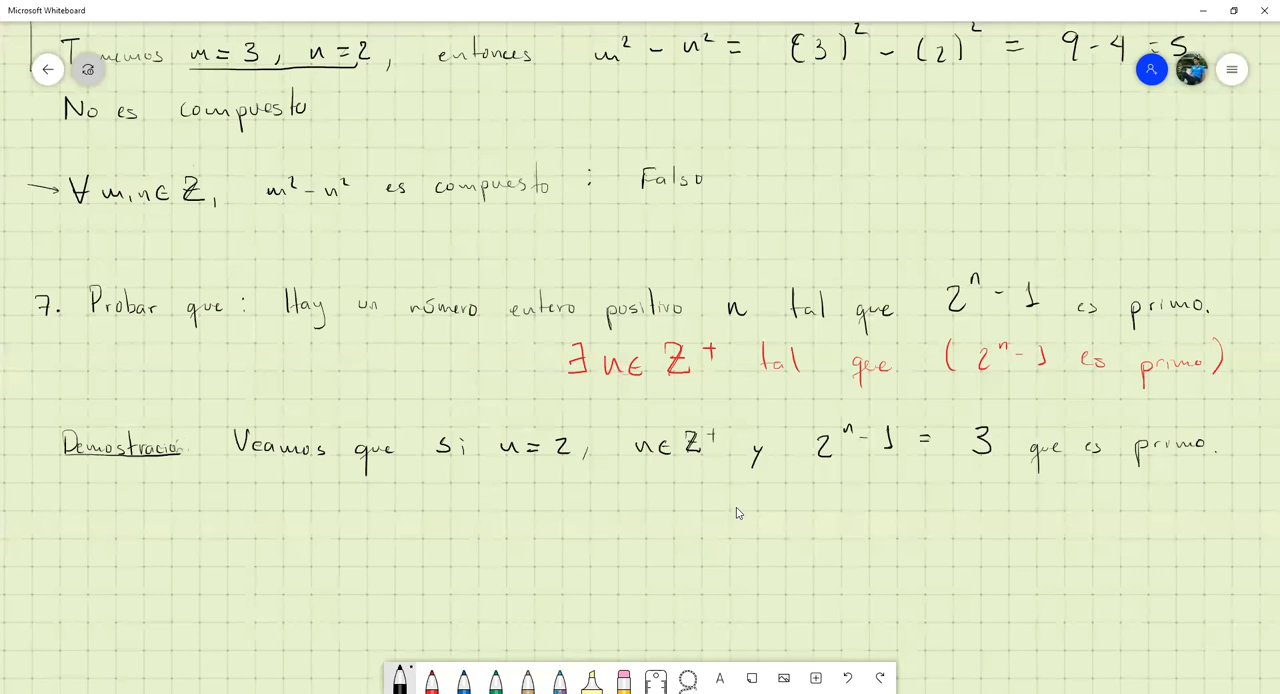 Microsoft Whiteboard
m = 3 , n = 2 , entonces m² - n² = (3)² - (2)² = 9 - 4 = 5
No es compuesto
→ ∀ m, n ∈ ℤ, m² - n² es compuesto : Falso
7. Probar que : Hay un número entero positivo n tal que 2ⁿ - 1 es primo.
∃ n ∈ ℤ⁺ tal que (2ⁿ - 1 es primo)
Demostración Veamos que si n = 2, n ∈ ℤ⁺ y 2ⁿ - 1 = 3 que es primo.
A